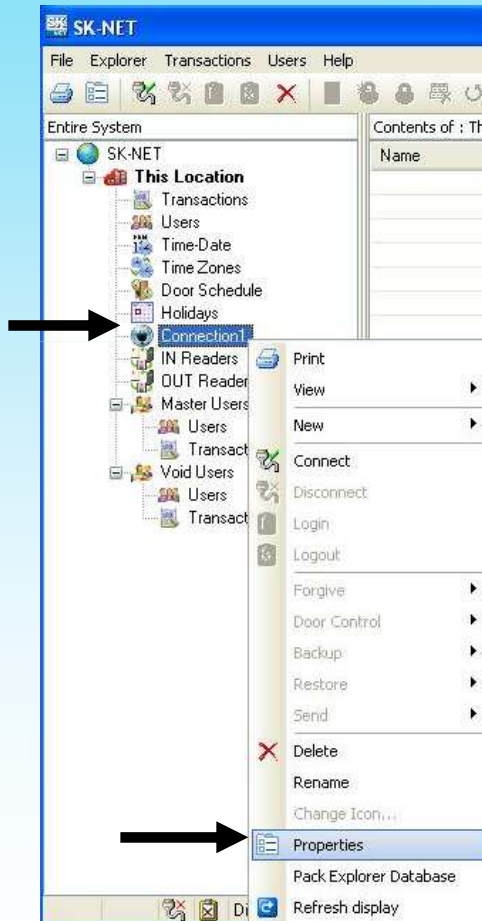 SK-NET
File Explorer Transactions Users Help
Entire System
Contents of : Th
SK-NET
Name
This Location
Transactions
Users
Time-Date
Time Zones
Door Schedule
Holidays
Connection1
IN Readers
OUT Reader
Master Users
Users
Transact
Void Users
Users
Transact
Print
View
New
Connect
Disconnect
Login
Logout
Forgive
Door Control
Backup
Restore
Send
Delete
Rename
Change Icon...
Properties
Pack Explorer Database
Refresh display
Di